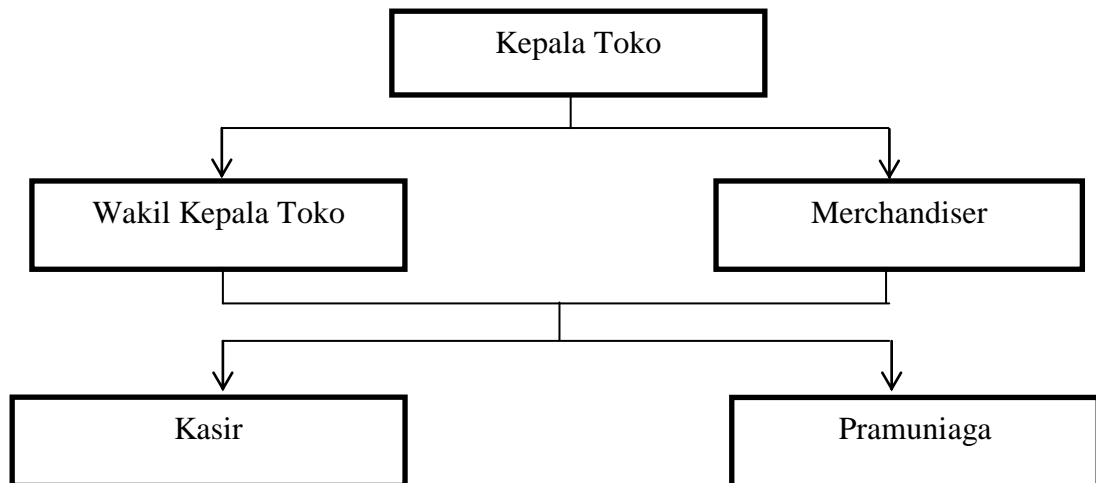 Kepala Toko
Wakil Kepala Toko
Merchandiser
Kasir
Pramuniaga